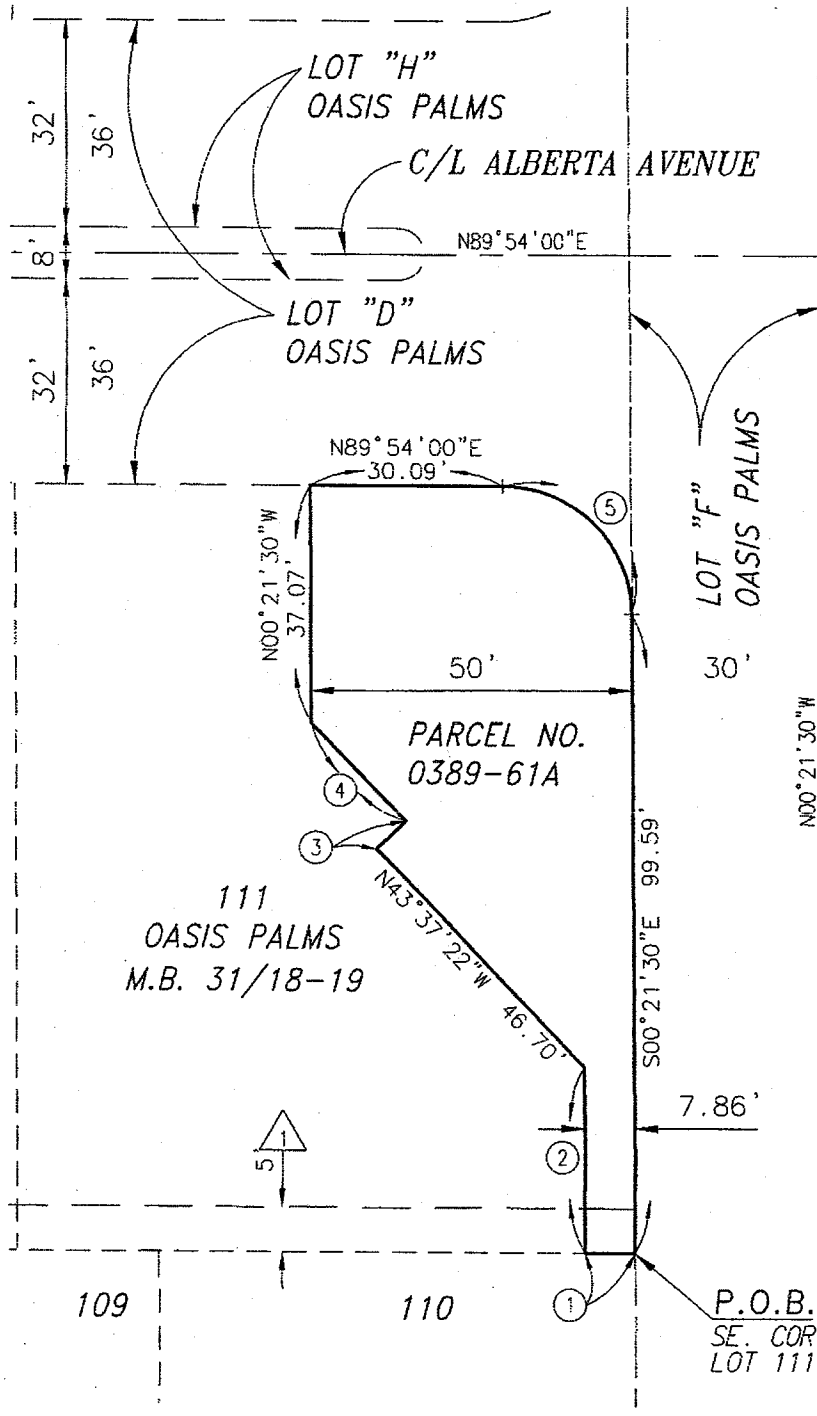 LOT "H"
OASIS PALMS
32'
36'
C/L ALBERTA AVENUE
8'
N89°54'00"E
LOT "D"
OASIS PALMS
32'
36'
N89°54'00"E
30.09'
5
LOT "F"
OASIS PALMS
N00°21'30"W
37.07'
50'
30'
PARCEL NO.
0389-61A
N00°21'30"W
4
3
111
OASIS PALMS
M.B. 31/18-19
N43°37'22"W 46.70'
S00°21'30"E 99.59'
7.86'
1
5'
2
109
110
1
P.O.B.
SE. COR
LOT 111